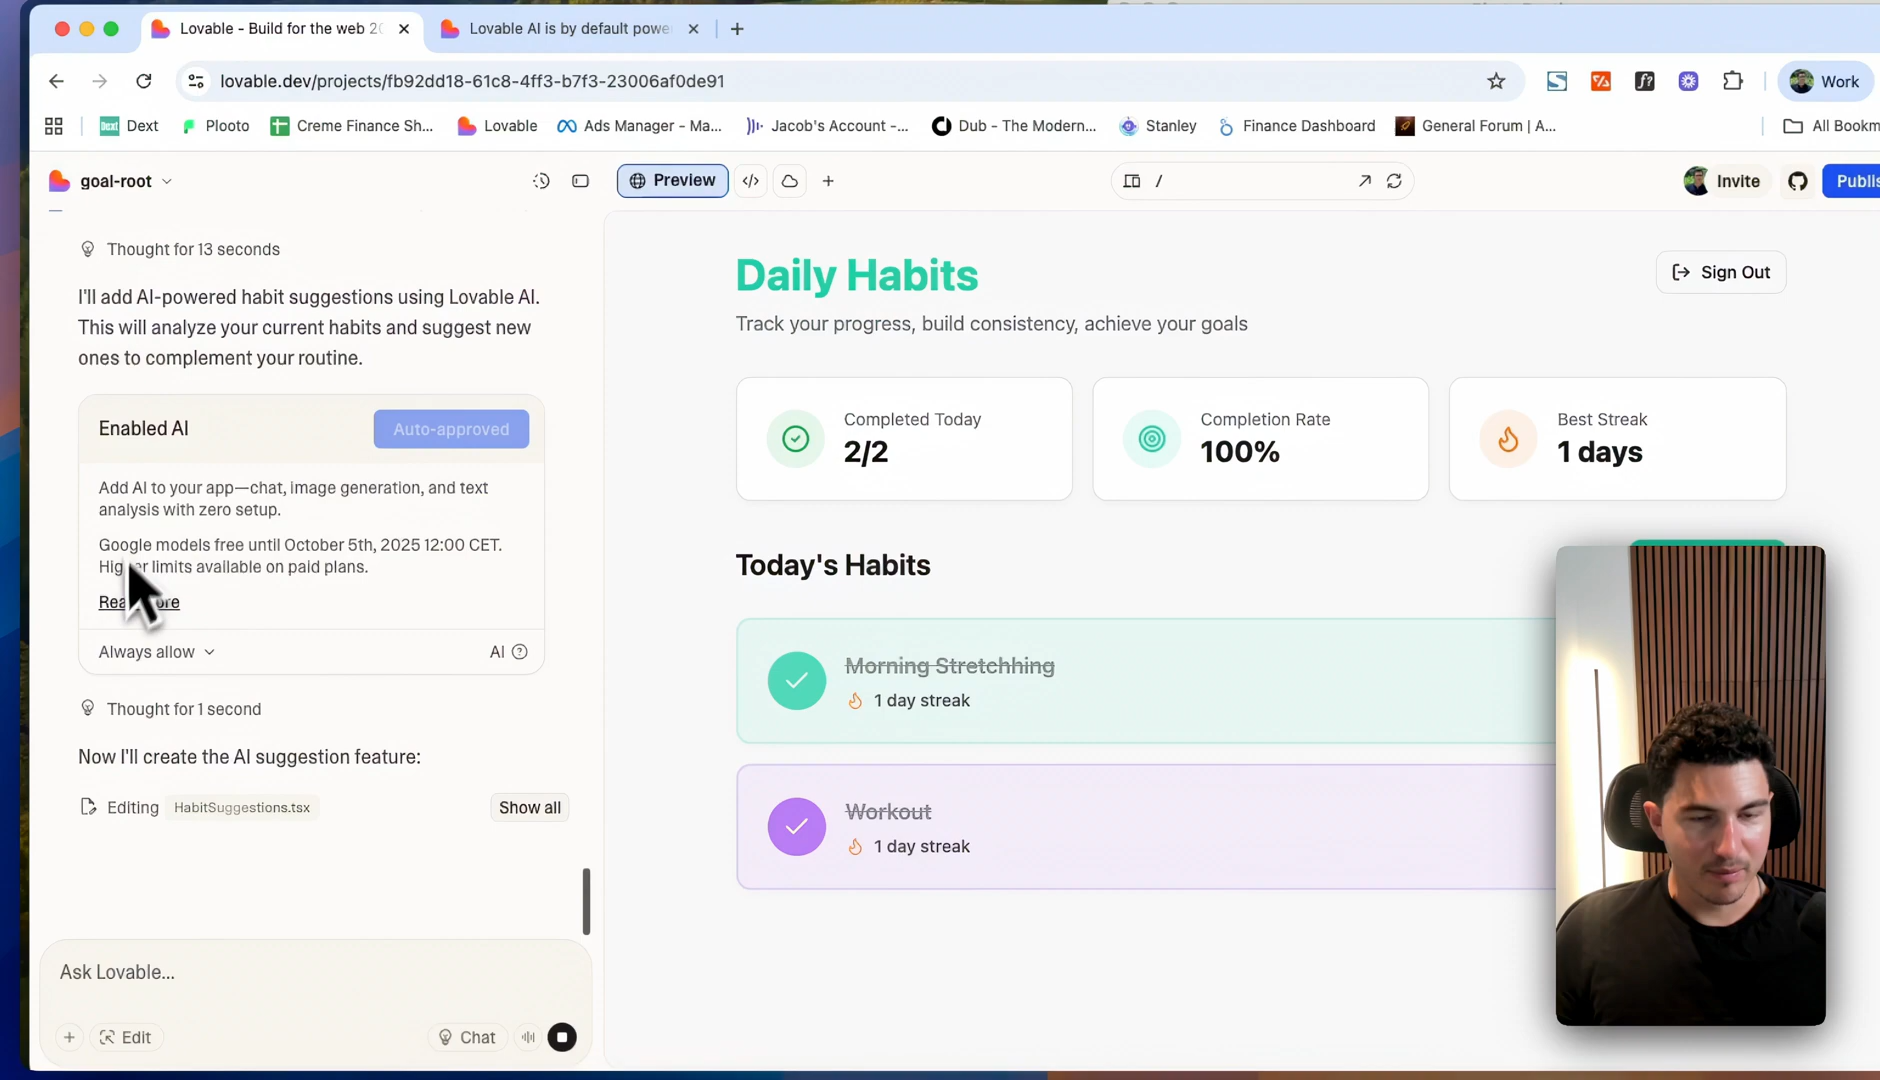 Lovable - Build for the web 20
Lovable AI is by default powe
lovable.dev/projects/fb92dd18-61c8-4ff3-b7f3-23006af0de91
Work
Dext
Plooto
Creme Finance Sh...
Lovable
Ads Manager - Ma...
Jacob's Account -...
Dub - The Modern...
Stanley
Finance Dashboard
General Forum | A...
All Bookm
goal-root
Preview
/
Invite
Publis
Thought for 13 seconds
I'll add AI-powered habit suggestions using Lovable AI.
This will analyze your current habits and suggest new
ones to complement your routine.
Enabled AI
Auto-approved
Add AI to your app—chat, image generation, and text
analysis with zero setup.
Google models free until October 5th, 2025 12:00 CET.
Higher limits available on paid plans.
Read more
Always allow
AI
Thought for 1 second
Now I'll create the AI suggestion feature:
Editing HabitSuggestions.tsx
Show all
Ask Lovable...
Edit
Chat
Daily Habits
Sign Out
Track your progress, build consistency, achieve your goals
Completed Today
2/2
Completion Rate
100%
Best Streak
1 days
Today's Habits
Morning Stretchhing
1 day streak
Workout
1 day streak